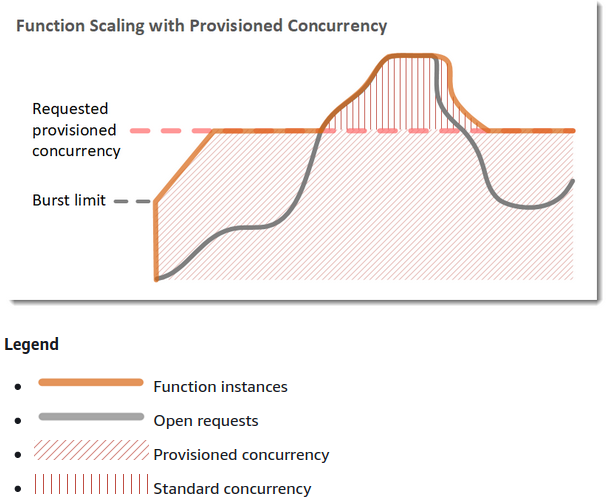 Function Scaling with Provisioned Concurrency
Requested
provisioned
concurrency
Burst limit
Legend
Function instances
Open requests
Provisioned concurrency
Standard concurrency